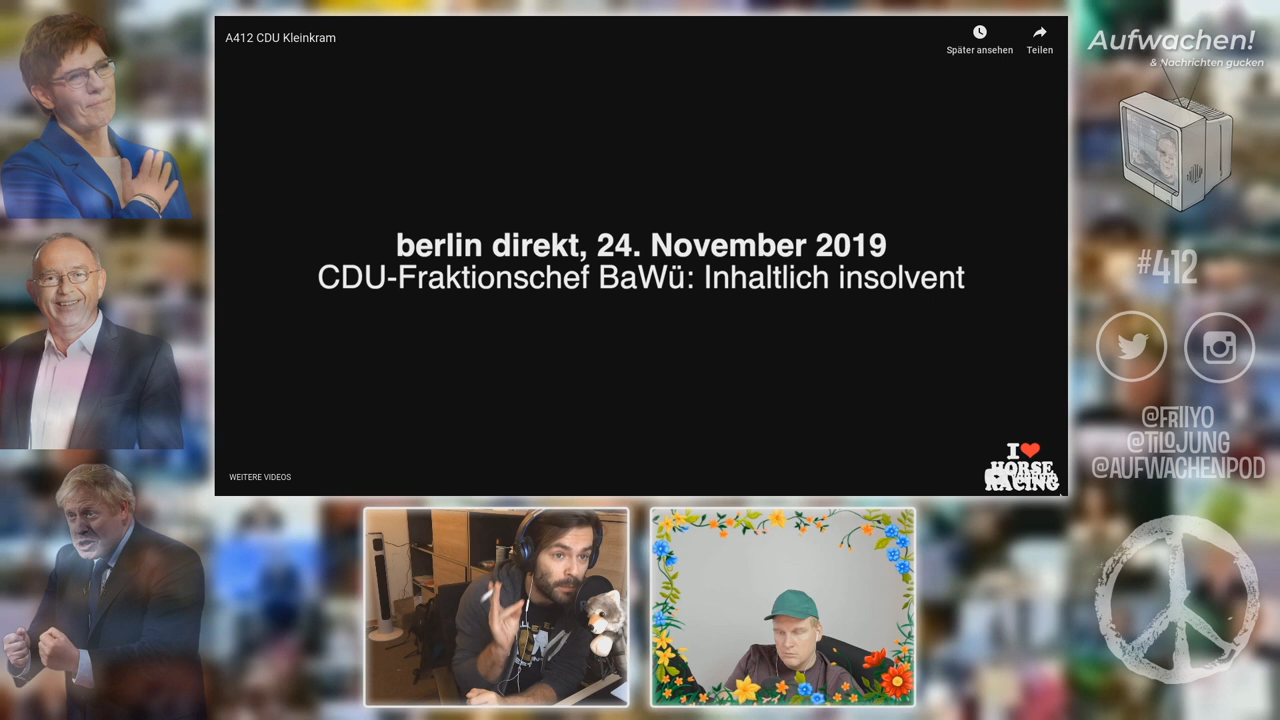 A412 CDU Kleinkram
Später ansehen
Teilen
Aufwachen!
& Nachrichten gucken
berlin direkt, 24. November 2019
CDU-Fraktionschef BaWü: Inhaltlich insolvent
#412
@FRIIYO
@TILOJUNG
@AUFWACHENPOD
I
HORSE
RACING
WEITERE VIDEOS